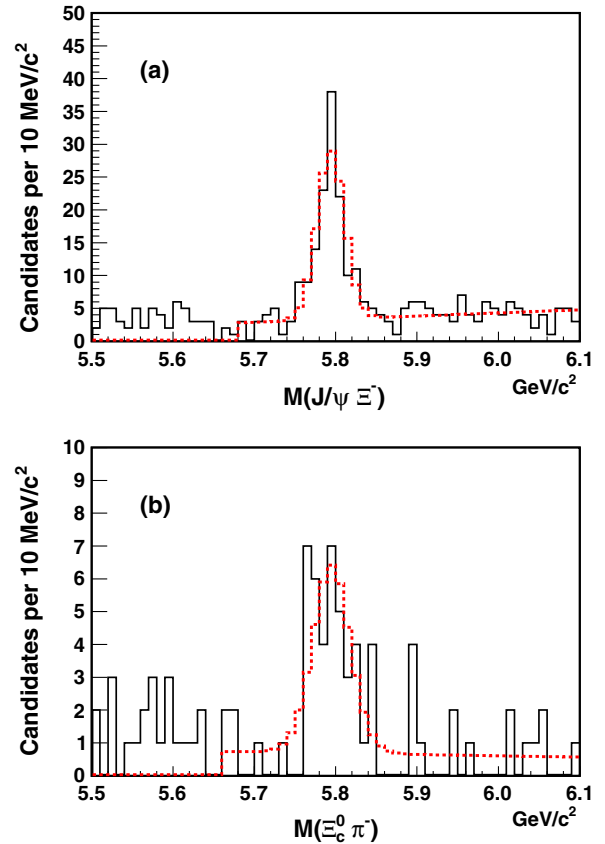 Candidates per 10 MeV/c²
50
45
40
35
30
25
20
15
10
5
0
(a)
5.5 5.6 5.7 5.8 5.9 6.0 6.1
GeV/c²
M(J/ψ Ξ⁻)
Candidates per 10 MeV/c²
10
9
8
7
6
5
4
3
2
1
0
(b)
5.5 5.6 5.7 5.8 5.9 6.0 6.1
GeV/c²
M(Ξc⁰ π⁻)